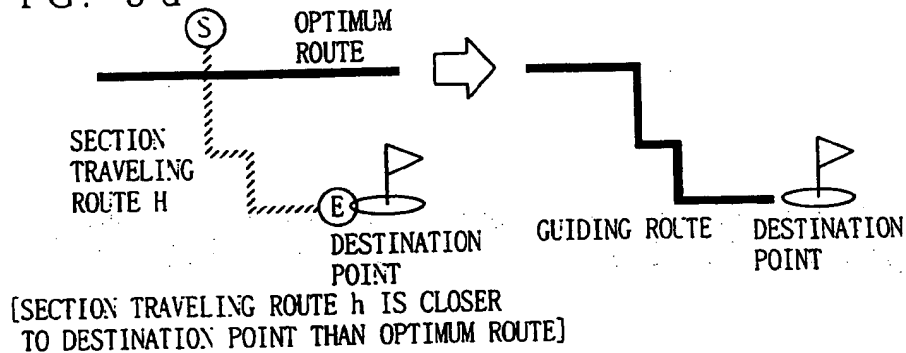 S
OPTIMUM
ROUTE
SECTION
TRAVELING
ROUTE H
E
DESTINATION
POINT
GUIDING ROUTE
DESTINATION
POINT
[SECTION TRAVELING ROUTE h IS CLOSER
TO DESTINATION POINT THAN OPTIMUM ROUTE]